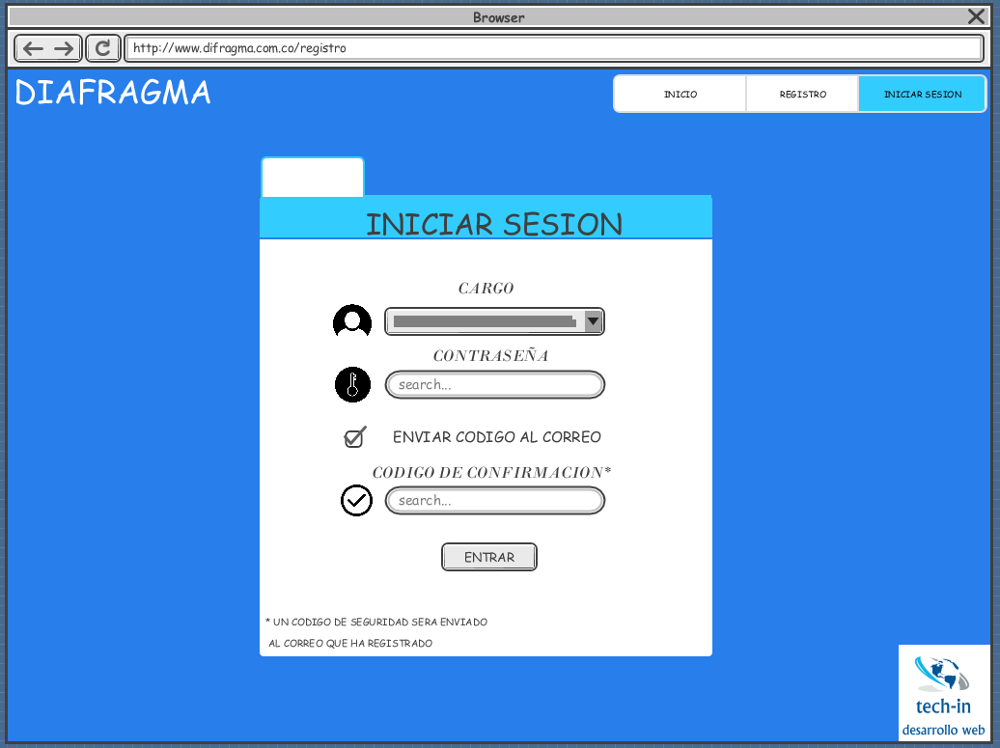 Browser
http://www.difragma.com.co/registro
DIAFRAGMA
INICIO
REGISTRO
INICIAR SESION
INICIAR SESION
CARGO
CONTRASEÑA
search...
ENVIAR CODIGO AL CORREO
CODIGO DE CONFIRMACION*
search...
ENTRAR
* UN CODIGO DE SEGURIDAD SERA ENVIADO
AL CORREO QUE HA REGISTRADO
tech-in
desarrollo web